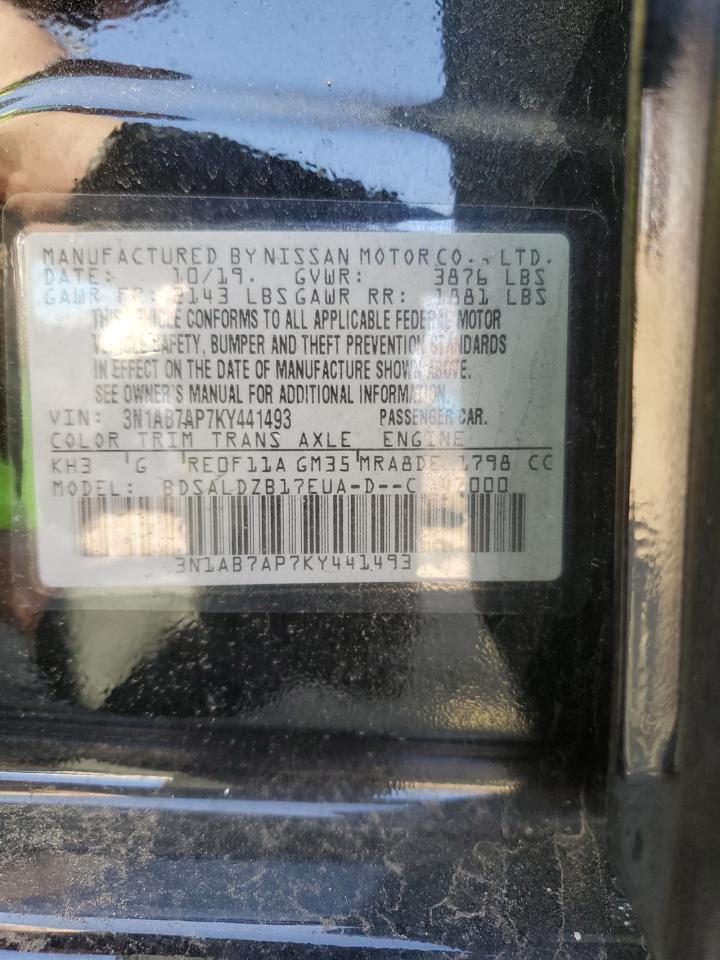 MANUFACTURED BY NISSAN MOTOR CO., LTD.
DATE: 10/19. GVWR: 3876 LBS
GAWR FR: 2143 LBS GAWR RR: 1881 LBS
THIS VEHICLE CONFORMS TO ALL APPLICABLE FEDERAL MOTOR
VEHICLE SAFETY, BUMPER AND THEFT PREVENTION STANDARDS
IN EFFECT ON THE DATE OF MANUFACTURE SHOWN ABOVE.
SEE OWNER'S MANUAL FOR ADDITIONAL INFORMATION.
VIN: 3N1AB7AP7KY441493 PASSENGER CAR.
COLOR TRIM TRANS AXLE ENGINE
KH3 G RE0F11A GM35 MRA8DE 1798 CC
MODEL: BDSALDZB17EUA-D--C
3N1AB7AP7KY441493